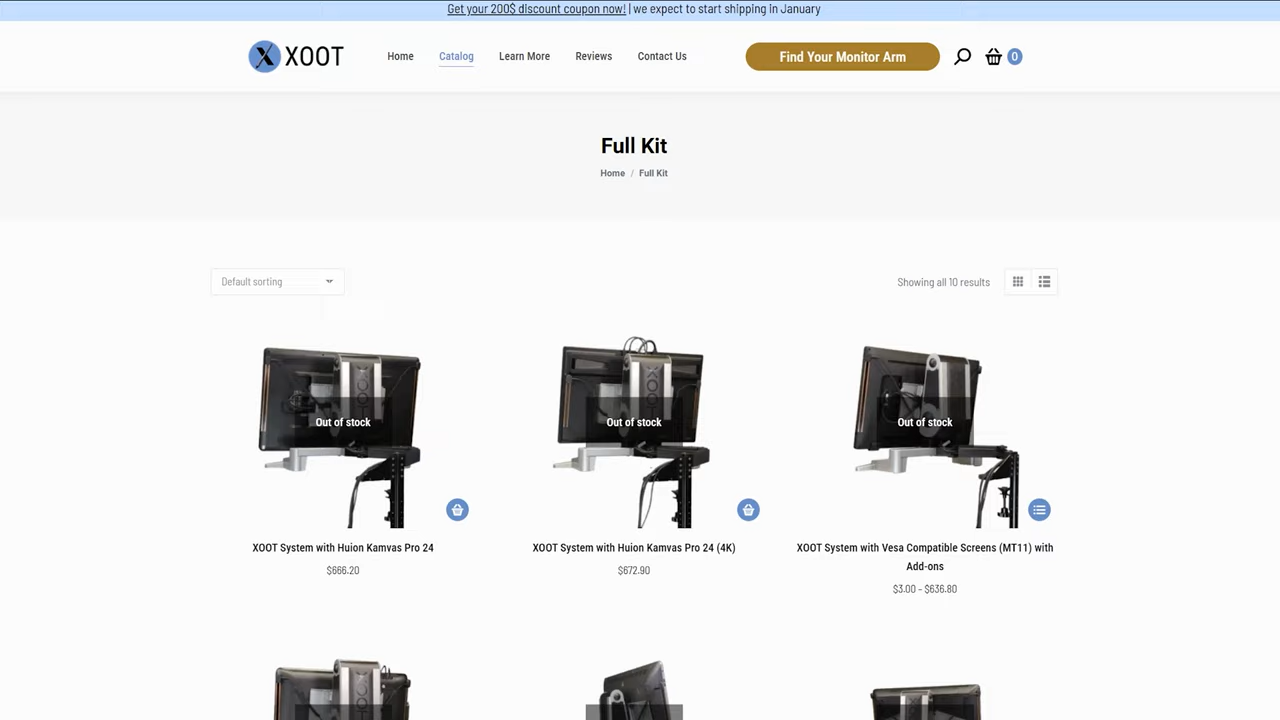 Get your 200$ discount coupon now! | we expect to start shipping in January
XOOT
Home
Catalog
Learn More
Reviews
Contact Us
Find Your Monitor Arm
0
Full Kit
Home / Full Kit
Default sorting
Showing all 10 results
XOOT
XOOT
Out of stock
Out of stock
Out of stock
XOOT System with Huion Kamvas Pro 24
$666.20
XOOT System with Huion Kamvas Pro 24 (4K)
$672.90
XOOT System with Vesa Compatible Screens (MT11) with
Add-ons
$3.00 - $636.80
XOOT